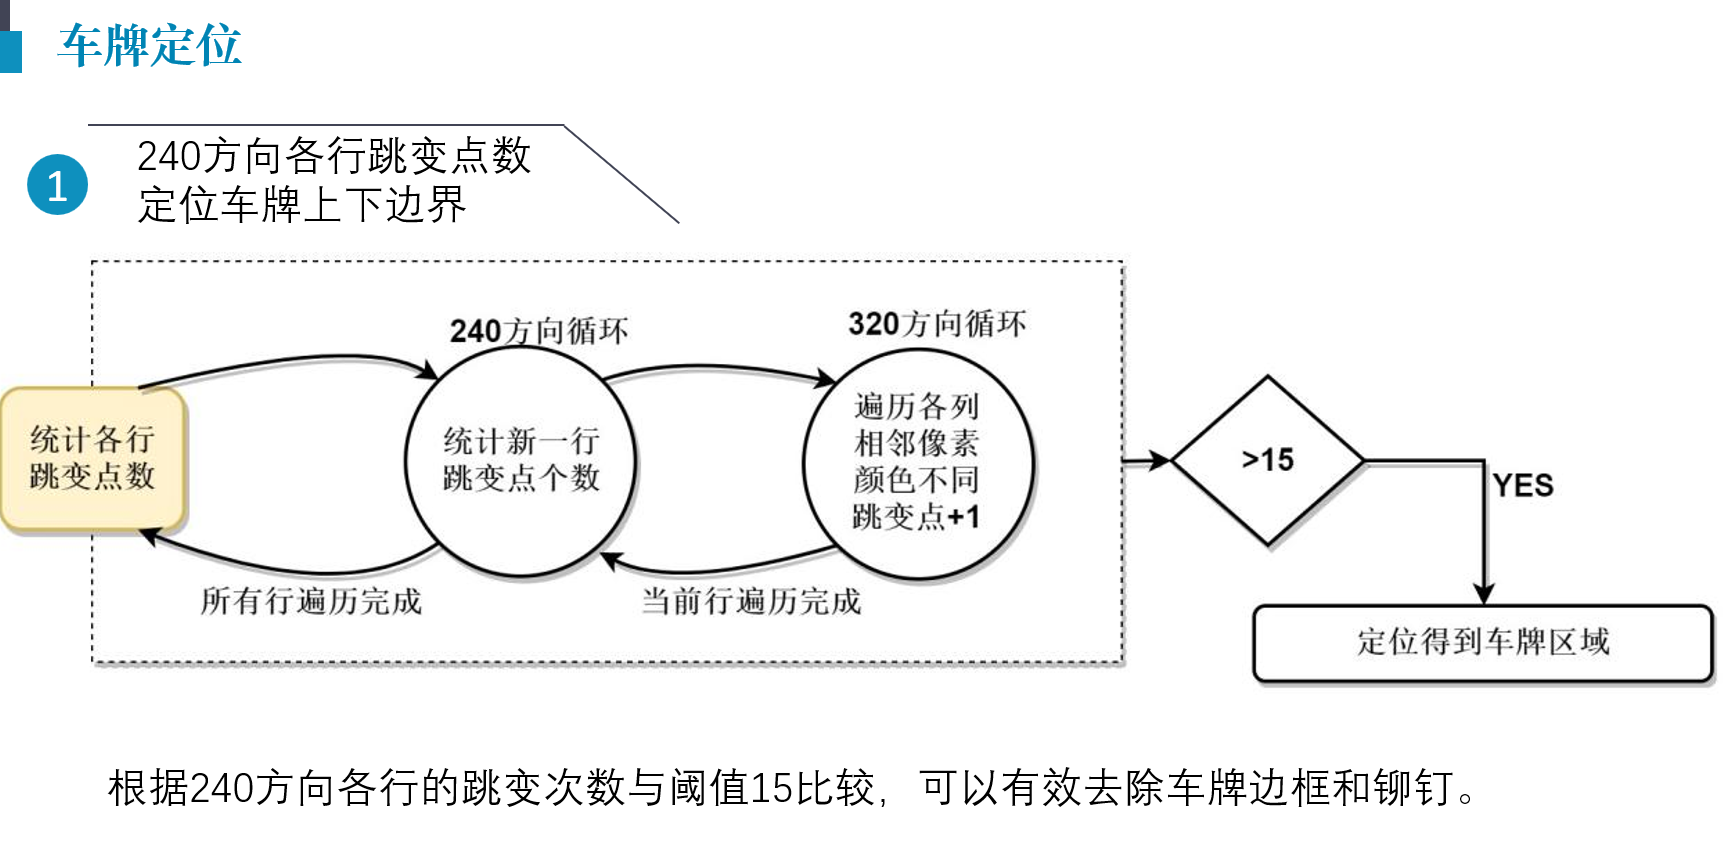 车牌定位
1
240方向各行跳变点数
定位车牌上下边界
240方向循环
320方向循环
统计各行
跳变点数
统计新一行
跳变点个数
遍历各列
相邻像素
颜色不同
跳变点+1
所有行遍历完成
当前行遍历完成
>15
YES
定位得到车牌区域
根据240方向各行的跳变次数与阈值15比较，可以有效去除车牌边框和铆钉。